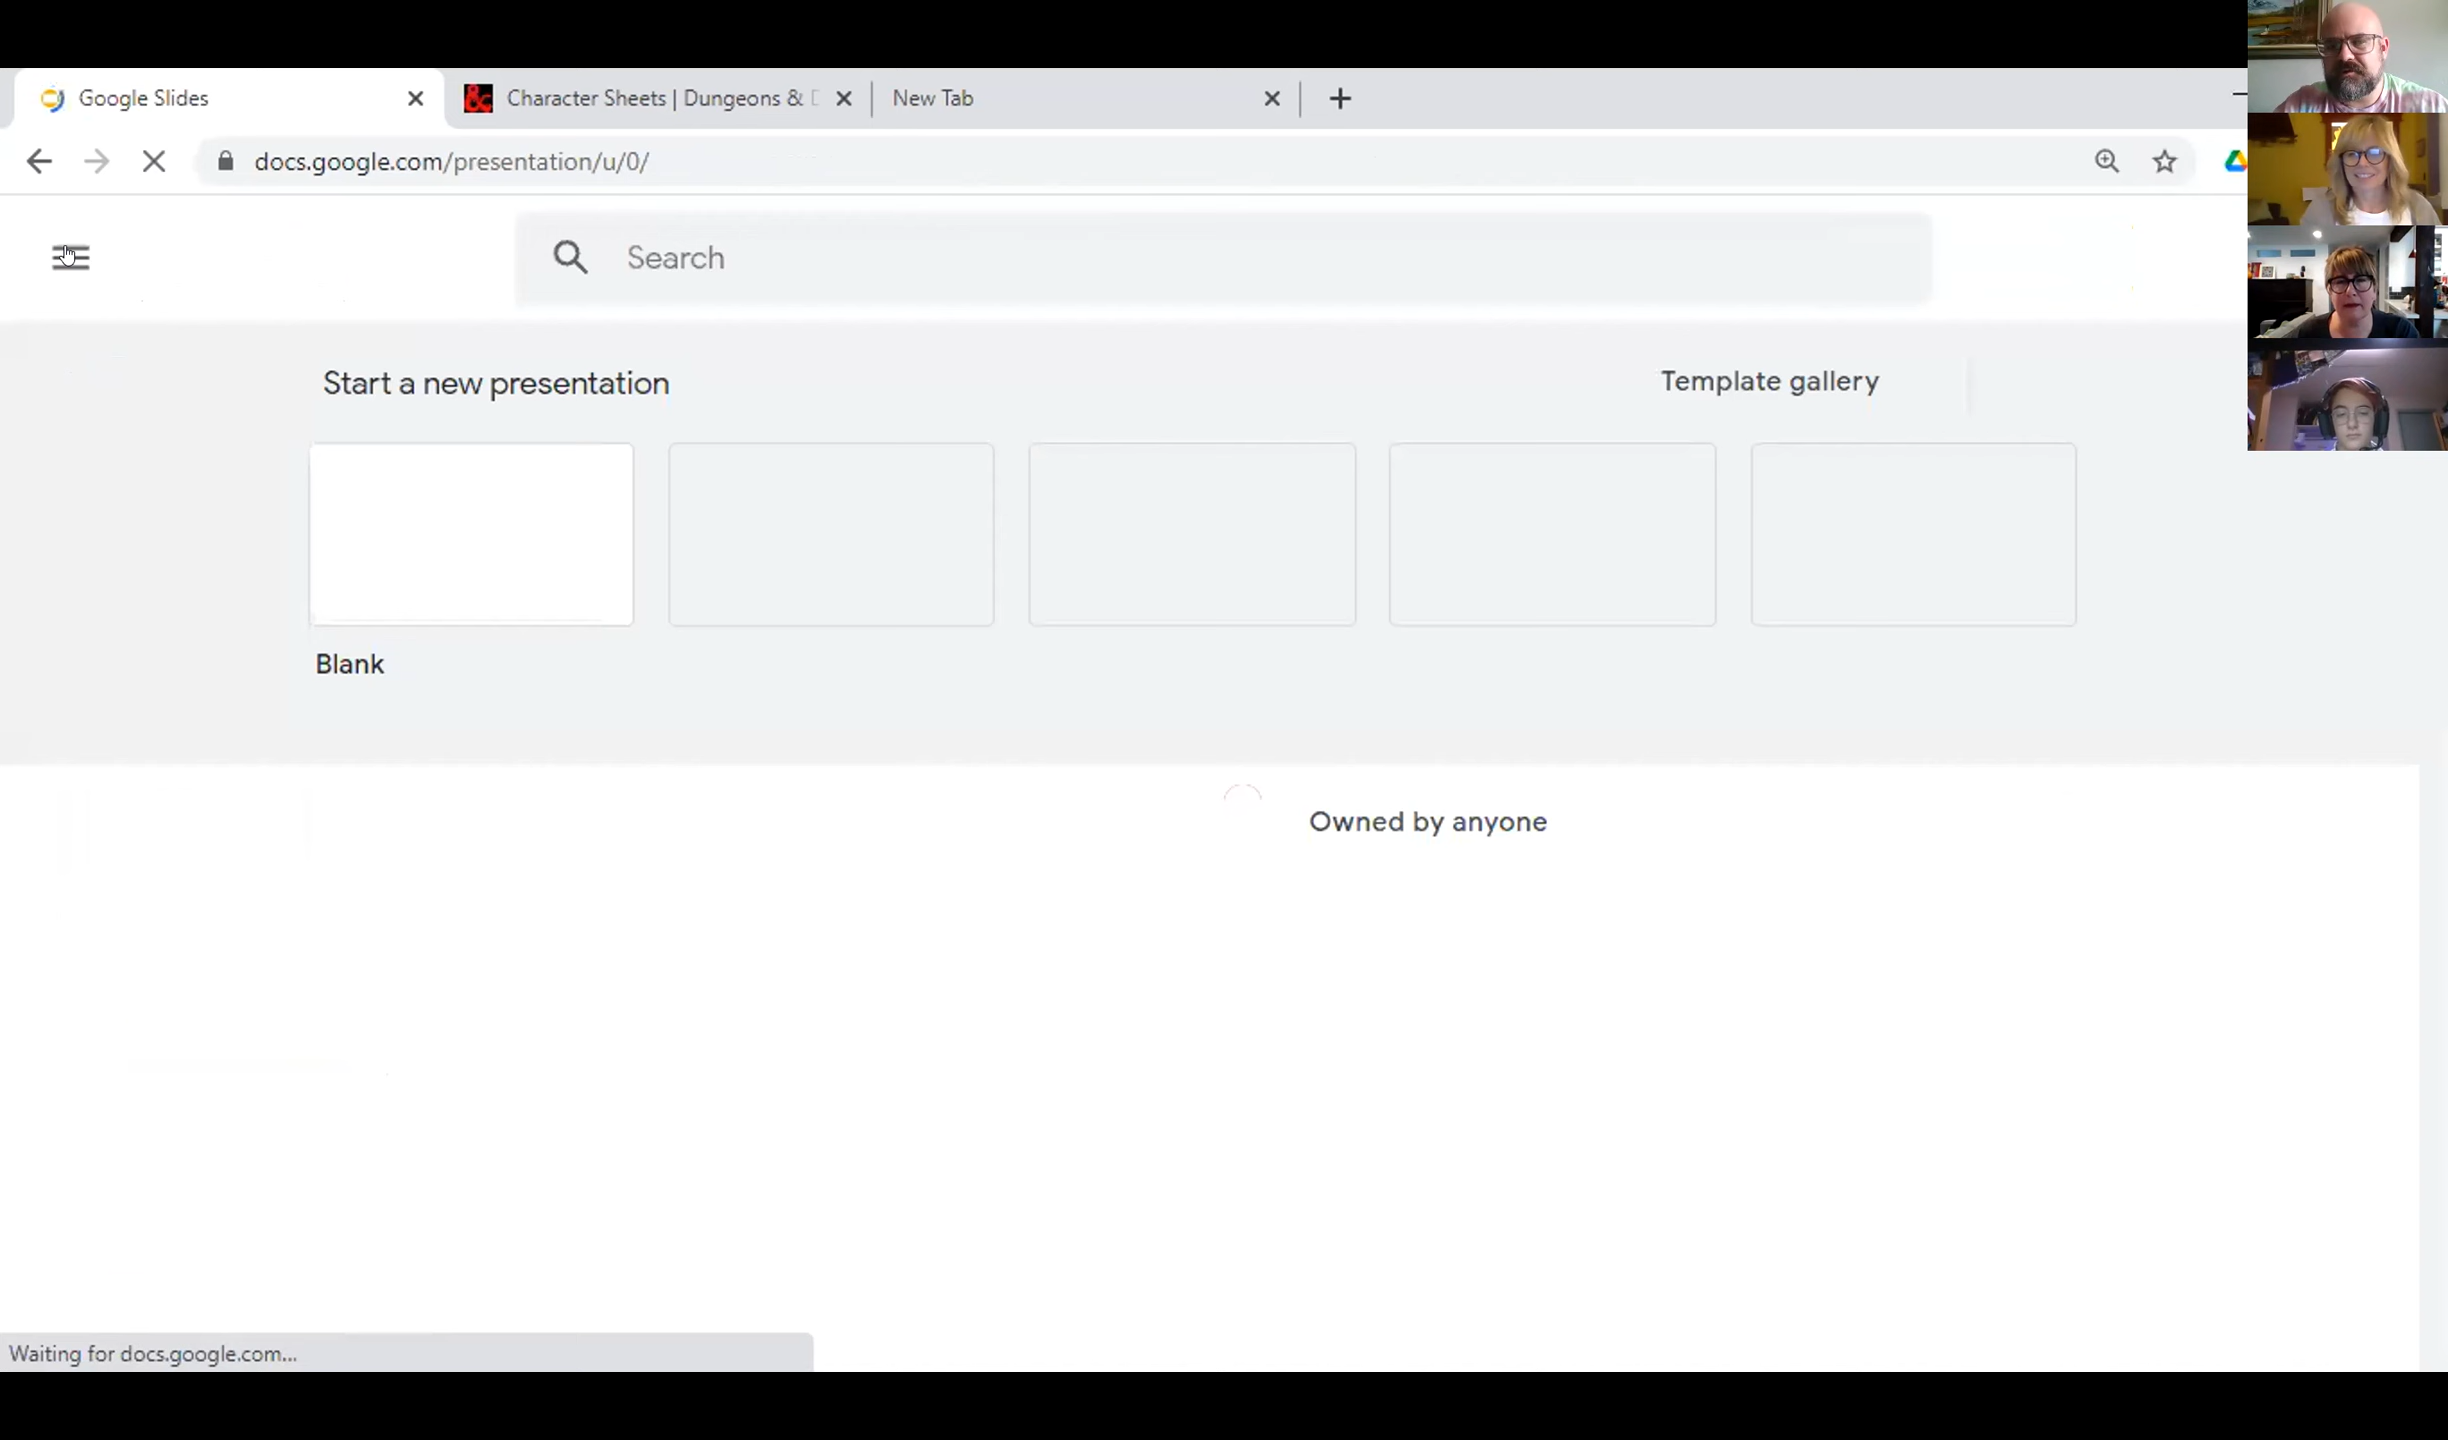 Google Slides
Character Sheets | Dungeons & D
New Tab
docs.google.com/presentation/u/0/
Search
Start a new presentation
Template gallery
Blank
Owned by anyone
Waiting for docs.google.com...